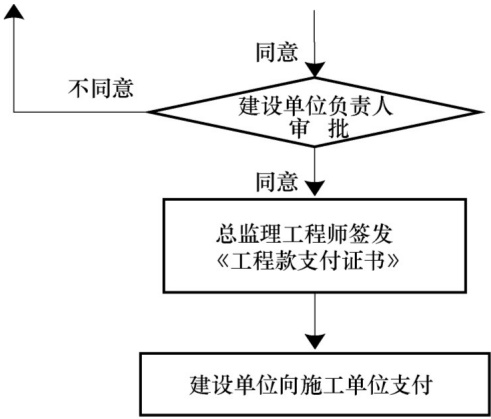 同意
不同意
建设单位负责人
审 批
同意
总监理工程师签发
《工程款支付证书》
建设单位向施工单位支付